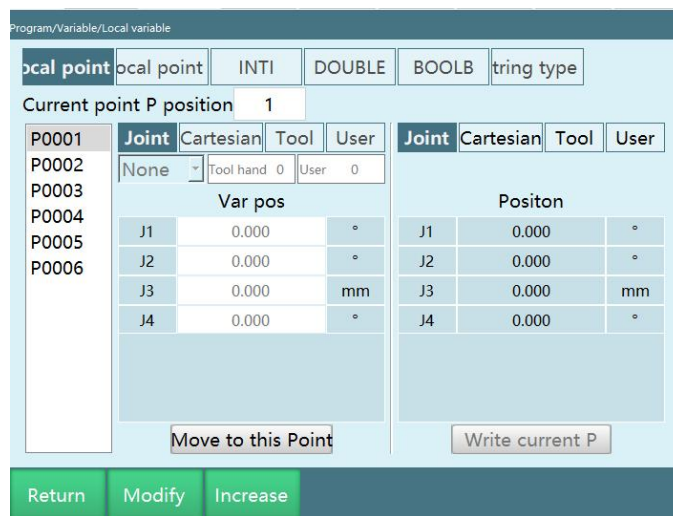 Program/Variable/Local variable
ocal point ocal point INTI DOUBLE BOOLB tring type
Current point P position 1
P0001
P0002
P0003
P0004
P0005
P0006
Joint Cartesian Tool User
None Tool hand 0 User 0
Var pos
J1 0.000 °
J2 0.000 °
J3 0.000 mm
J4 0.000 °
Move to this Point
Joint Cartesian Tool User
Positon
J1 0.000 °
J2 0.000 °
J3 0.000 mm
J4 0.000 °
Write current P
Return Modify Increase